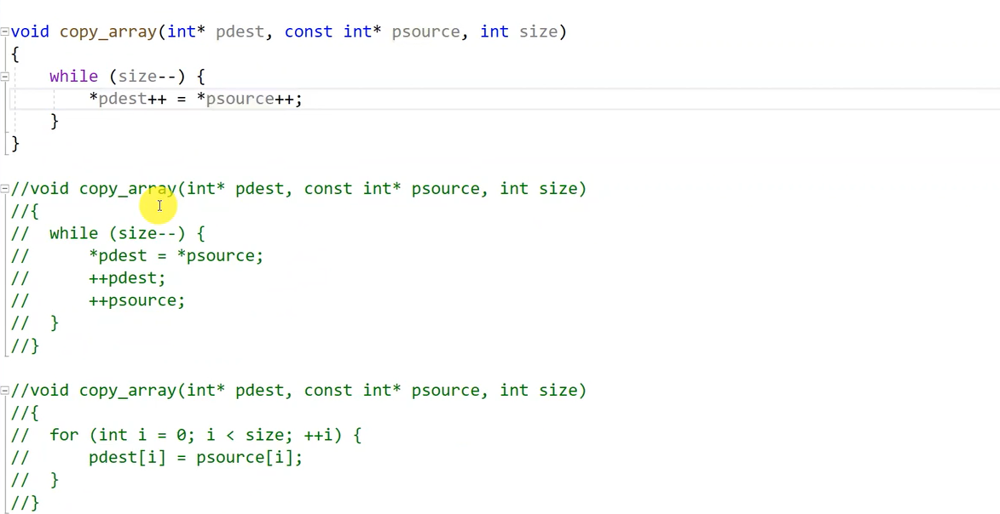 void copy_array(int* pdest, const int* psource, int size)
{
    while (size--) {
        *pdest++ = *psource++;
    }
}
//void copy_array(int* pdest, const int* psource, int size)
//{
//  while (size--) {
//      *pdest = *psource;
//      ++pdest;
//      ++psource;
//  }
//}
//void copy_array(int* pdest, const int* psource, int size)
//{
//  for (int i = 0; i < size; ++i) {
//      pdest[i] = psource[i];
//  }
//}